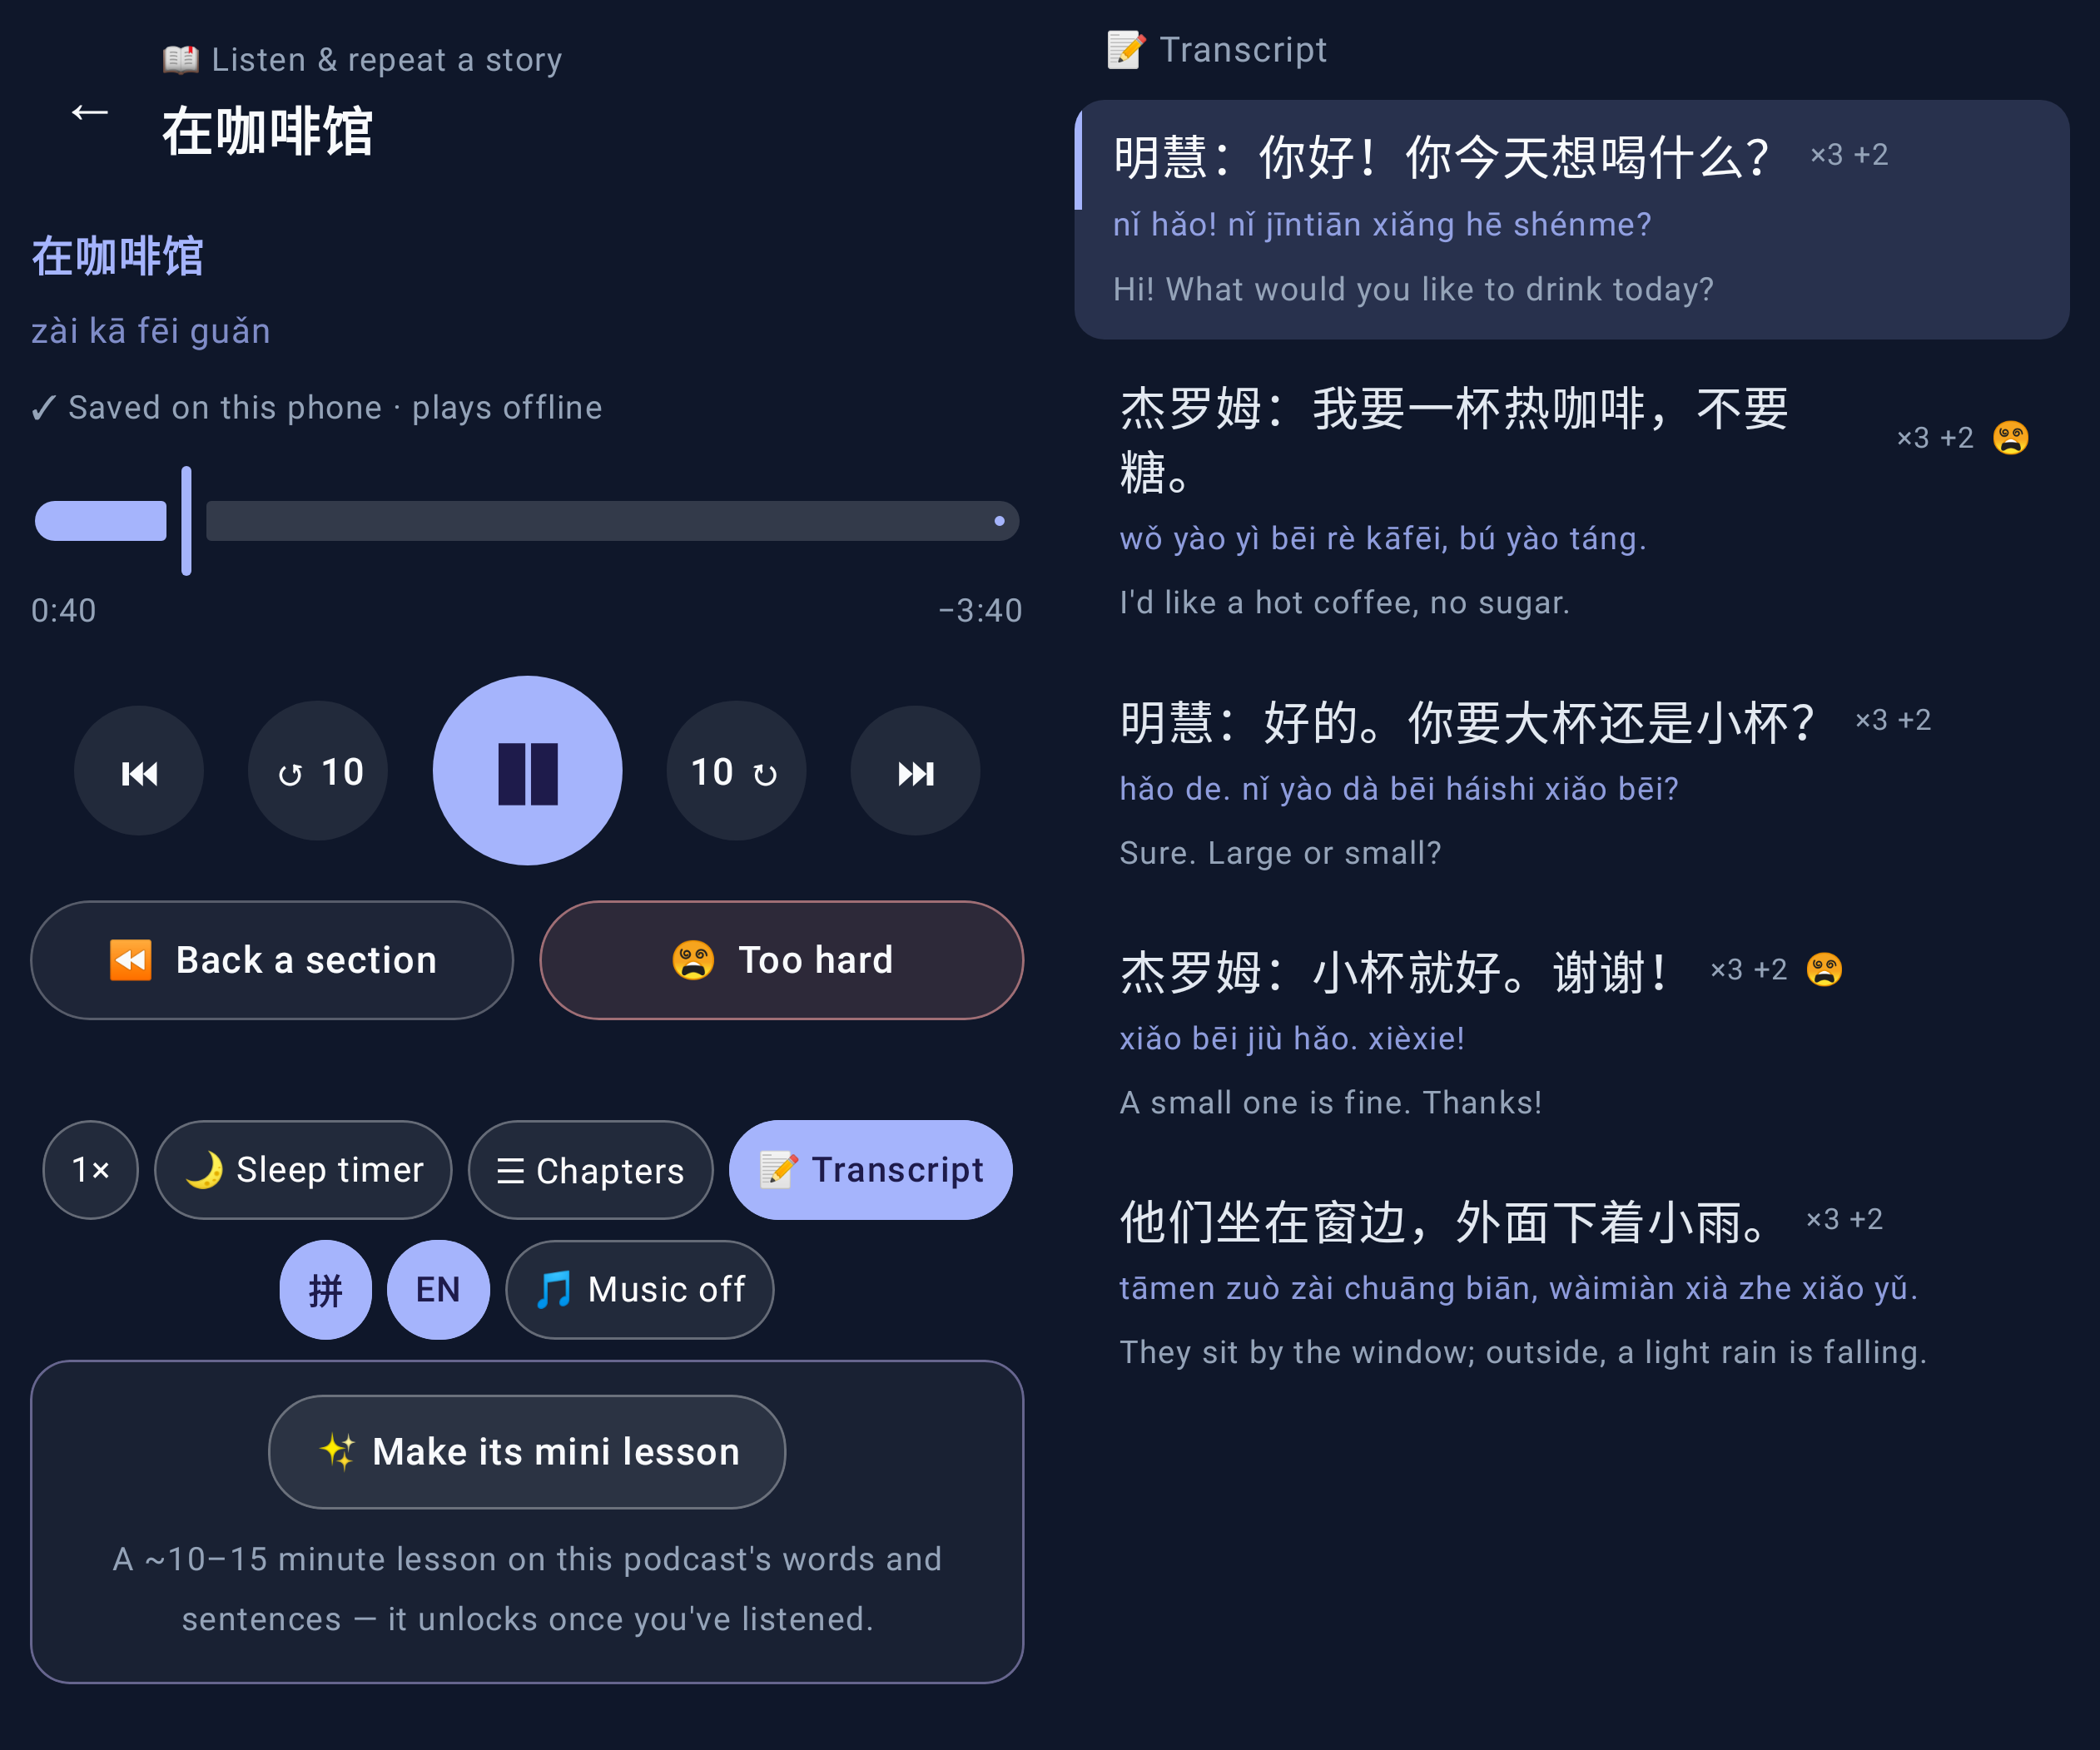 📖 Listen & repeat a story
←
在咖啡馆
在咖啡馆
zài kā fēi guǎn
✓ Saved on this phone · plays offline
0:40
−3:40
⏮
↺ 10
10 ↻
⏭
⏪ Back a section
😵 Too hard
1×
🌙 Sleep timer
☰ Chapters
📝 Transcript
拼
EN
🎵 Music off
✨ Make its mini lesson
A ~10–15 minute lesson on this podcast's words and
sentences — it unlocks once you've listened.
📝 Transcript
明慧：你好！你今天想喝什么？ ×3 +2
nǐ hǎo! nǐ jīntiān xiǎng hē shénme?
Hi! What would you like to drink today?
杰罗姆：我要一杯热咖啡，不要
糖。
×3 +2 😵
wǒ yào yì bēi rè kāfēi, bú yào táng.
I'd like a hot coffee, no sugar.
明慧：好的。你要大杯还是小杯？ ×3 +2
hǎo de. nǐ yào dà bēi háishi xiǎo bēi?
Sure. Large or small?
杰罗姆：小杯就好。谢谢！ ×3 +2 😵
xiǎo bēi jiù hǎo. xièxie!
A small one is fine. Thanks!
他们坐在窗边，外面下着小雨。 ×3 +2
tāmen zuò zài chuāng biān, wàimiàn xià zhe xiǎo yǔ.
They sit by the window; outside, a light rain is falling.